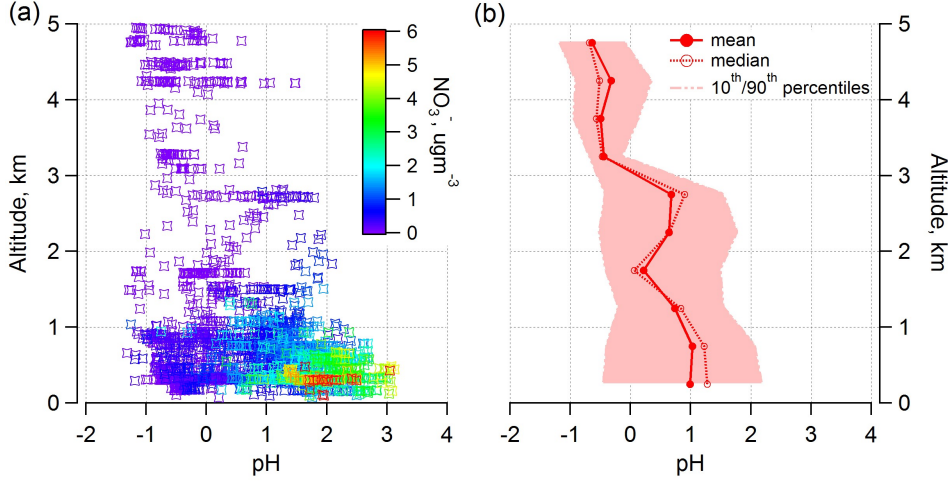 (a)
5
4
3
2
1
0
Altitude, km
-2 -1 0 1 2 3 4
pH
6
5
4
3
2
1
0
NO₃⁻, ugm⁻³
(b)
mean
median
10ᵗʰ/90ᵗʰ percentiles
-2 -1 0 1 2 3 4
pH
5
4
3
2
1
0
Altitude, km